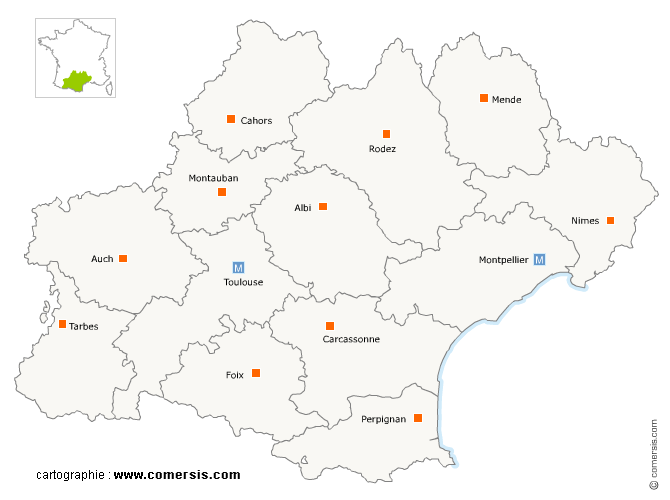 Mende
Cahors
Rodez
Montauban
Albi
Nimes
Auch
M
Montpellier M
Toulouse
Tarbes
Carcassonne
Foix
Perpignan
cartographie : www.comersis.com
© comersis.com